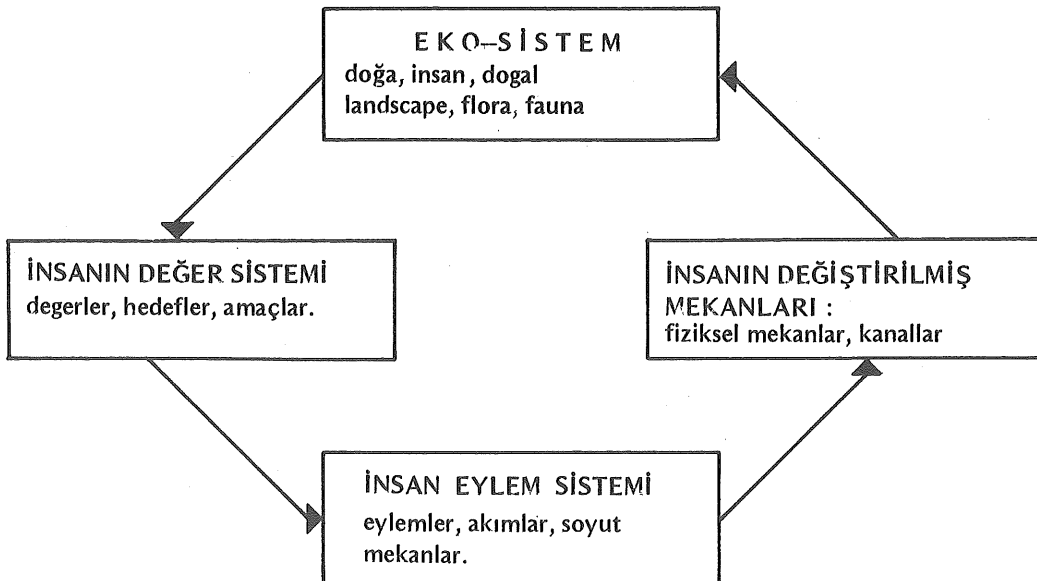 EKO–SİSTEM
doğa, insan, dogal
landscape, flora, fauna
İNSANIN DEĞER SİSTEMİ
degerler, hedefler, amaçlar.
İNSANIN DEĞİŞTİRİLMİŞ
MEKANLARI :
fiziksel mekanlar, kanallar
İNSAN EYLEM SİSTEMİ
eylemler, akımlar, soyut
mekanlar.